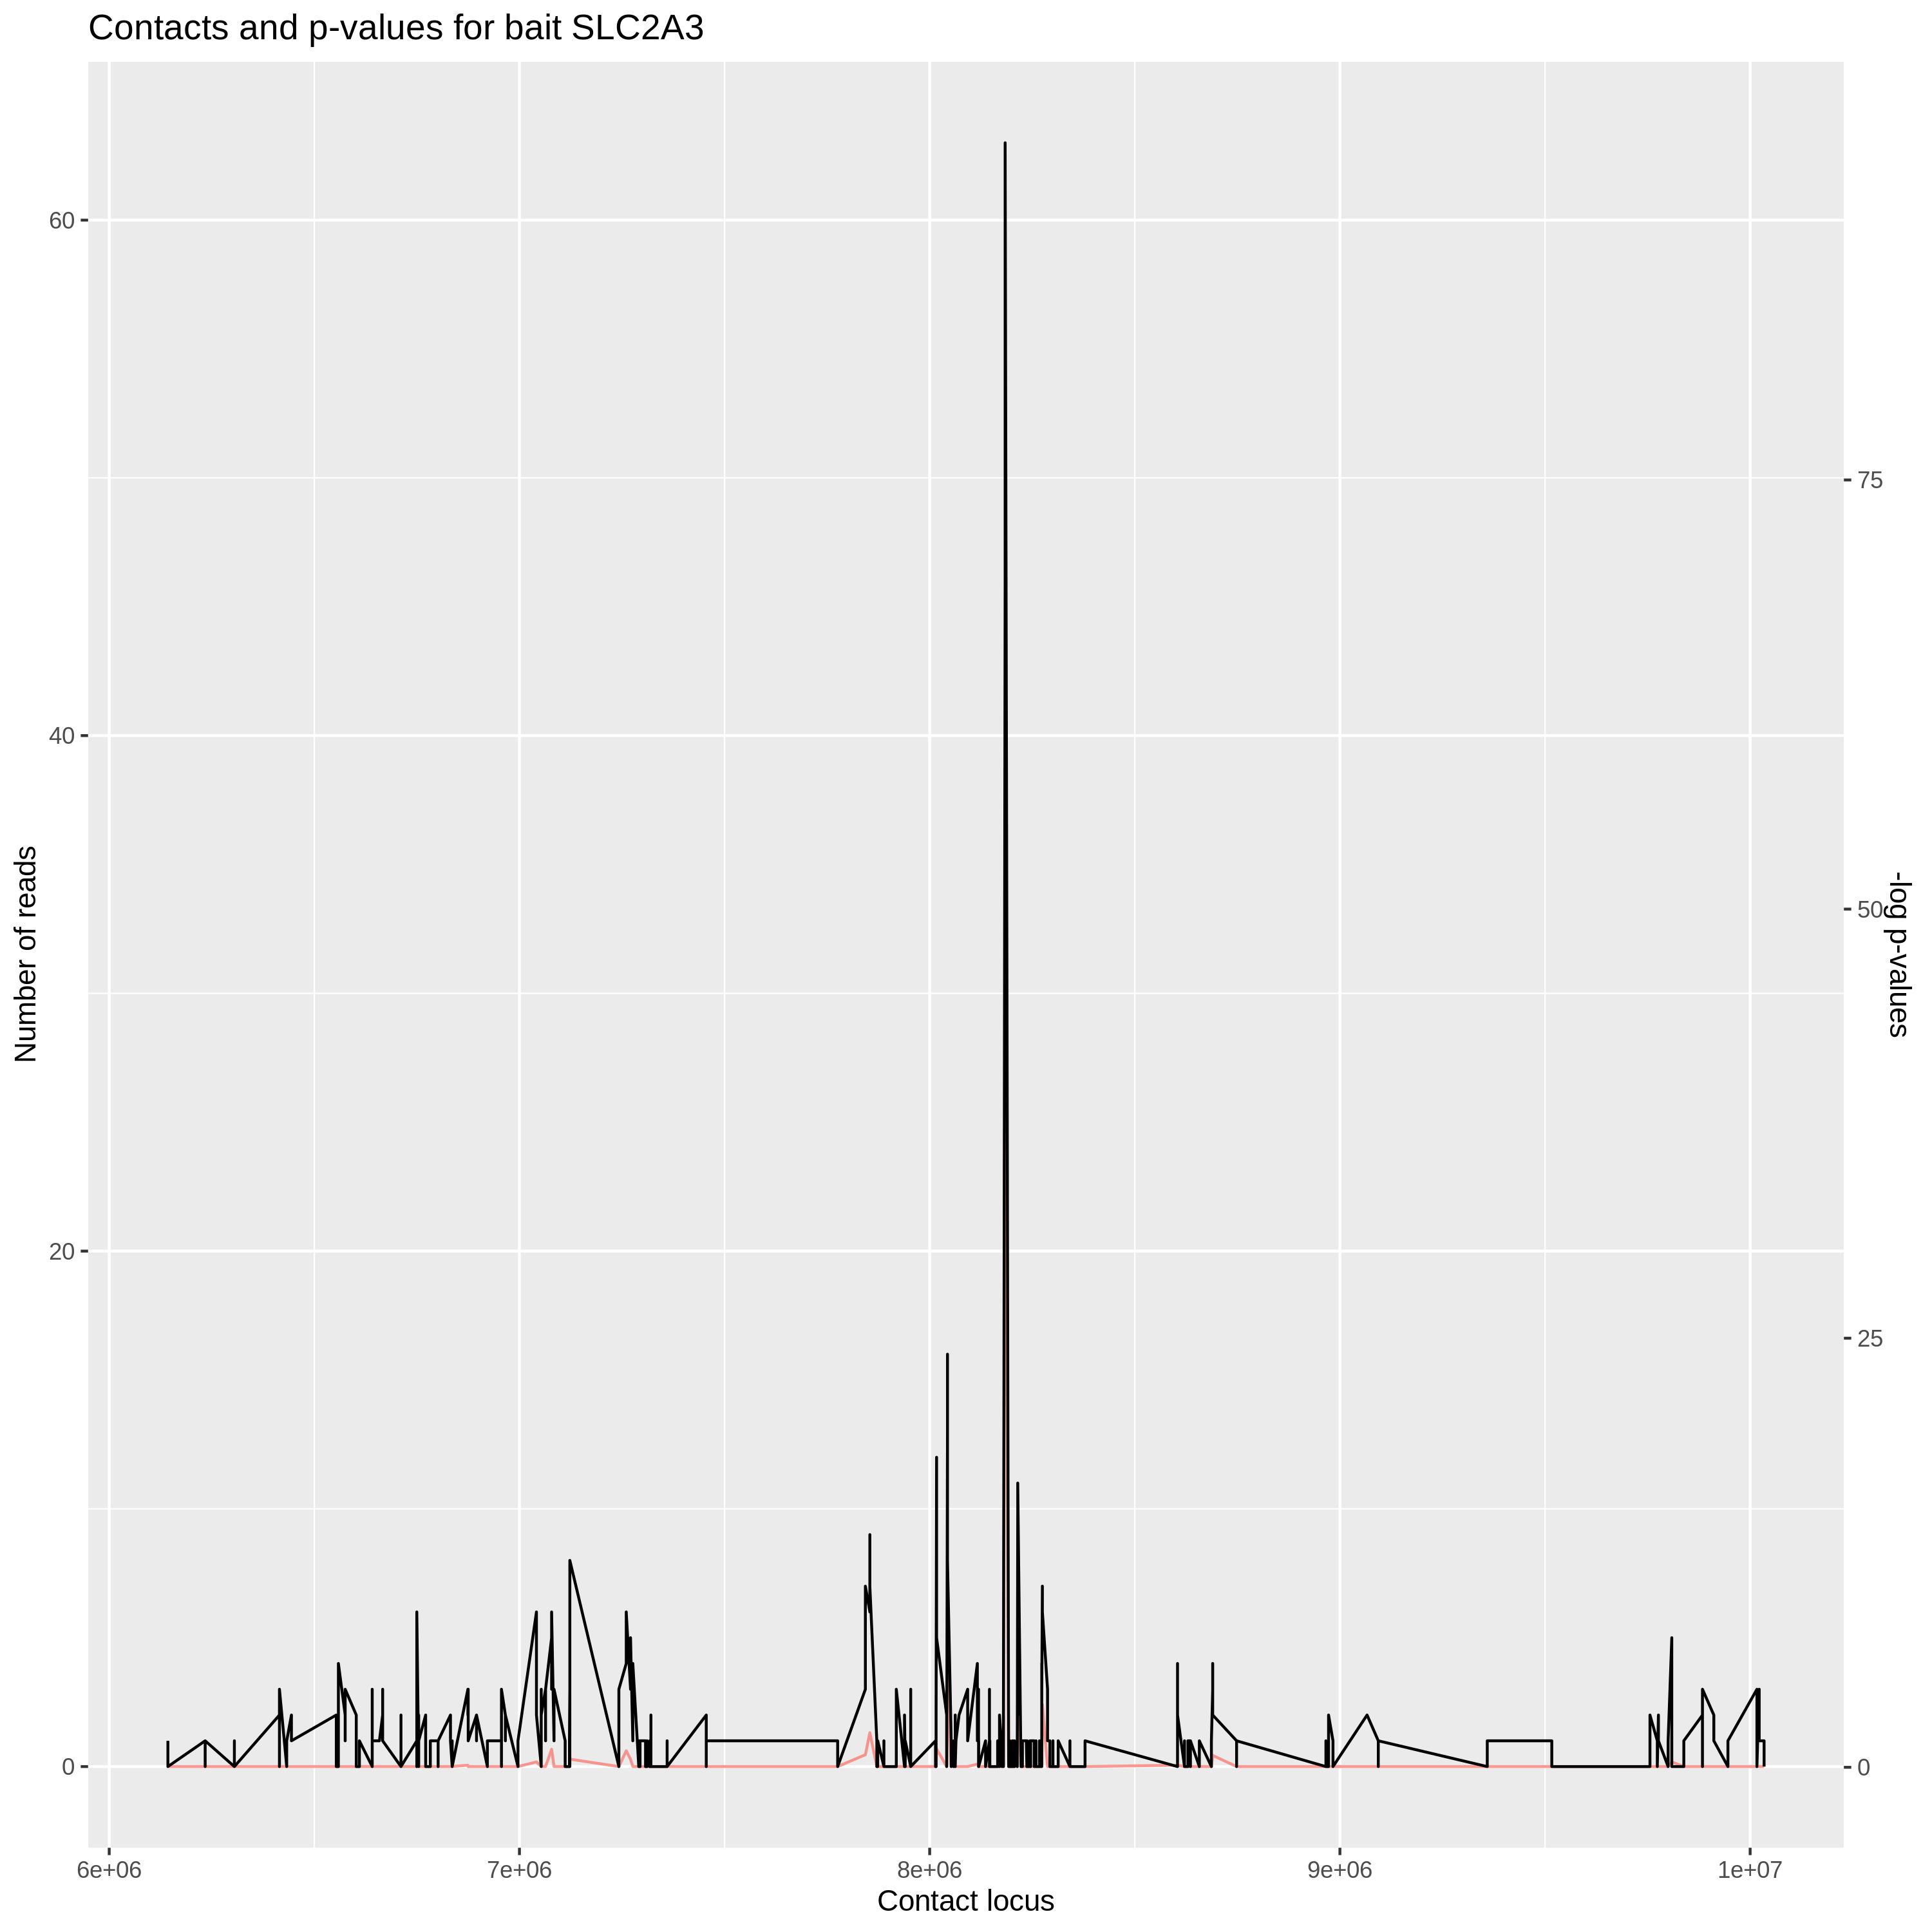 Contacts and p-values for bait SLC2A3
60
40
20
0
Number of reads
75
50
25
0
-log p-values
6e+06 7e+06 8e+06 9e+06 1e+07
Contact locus